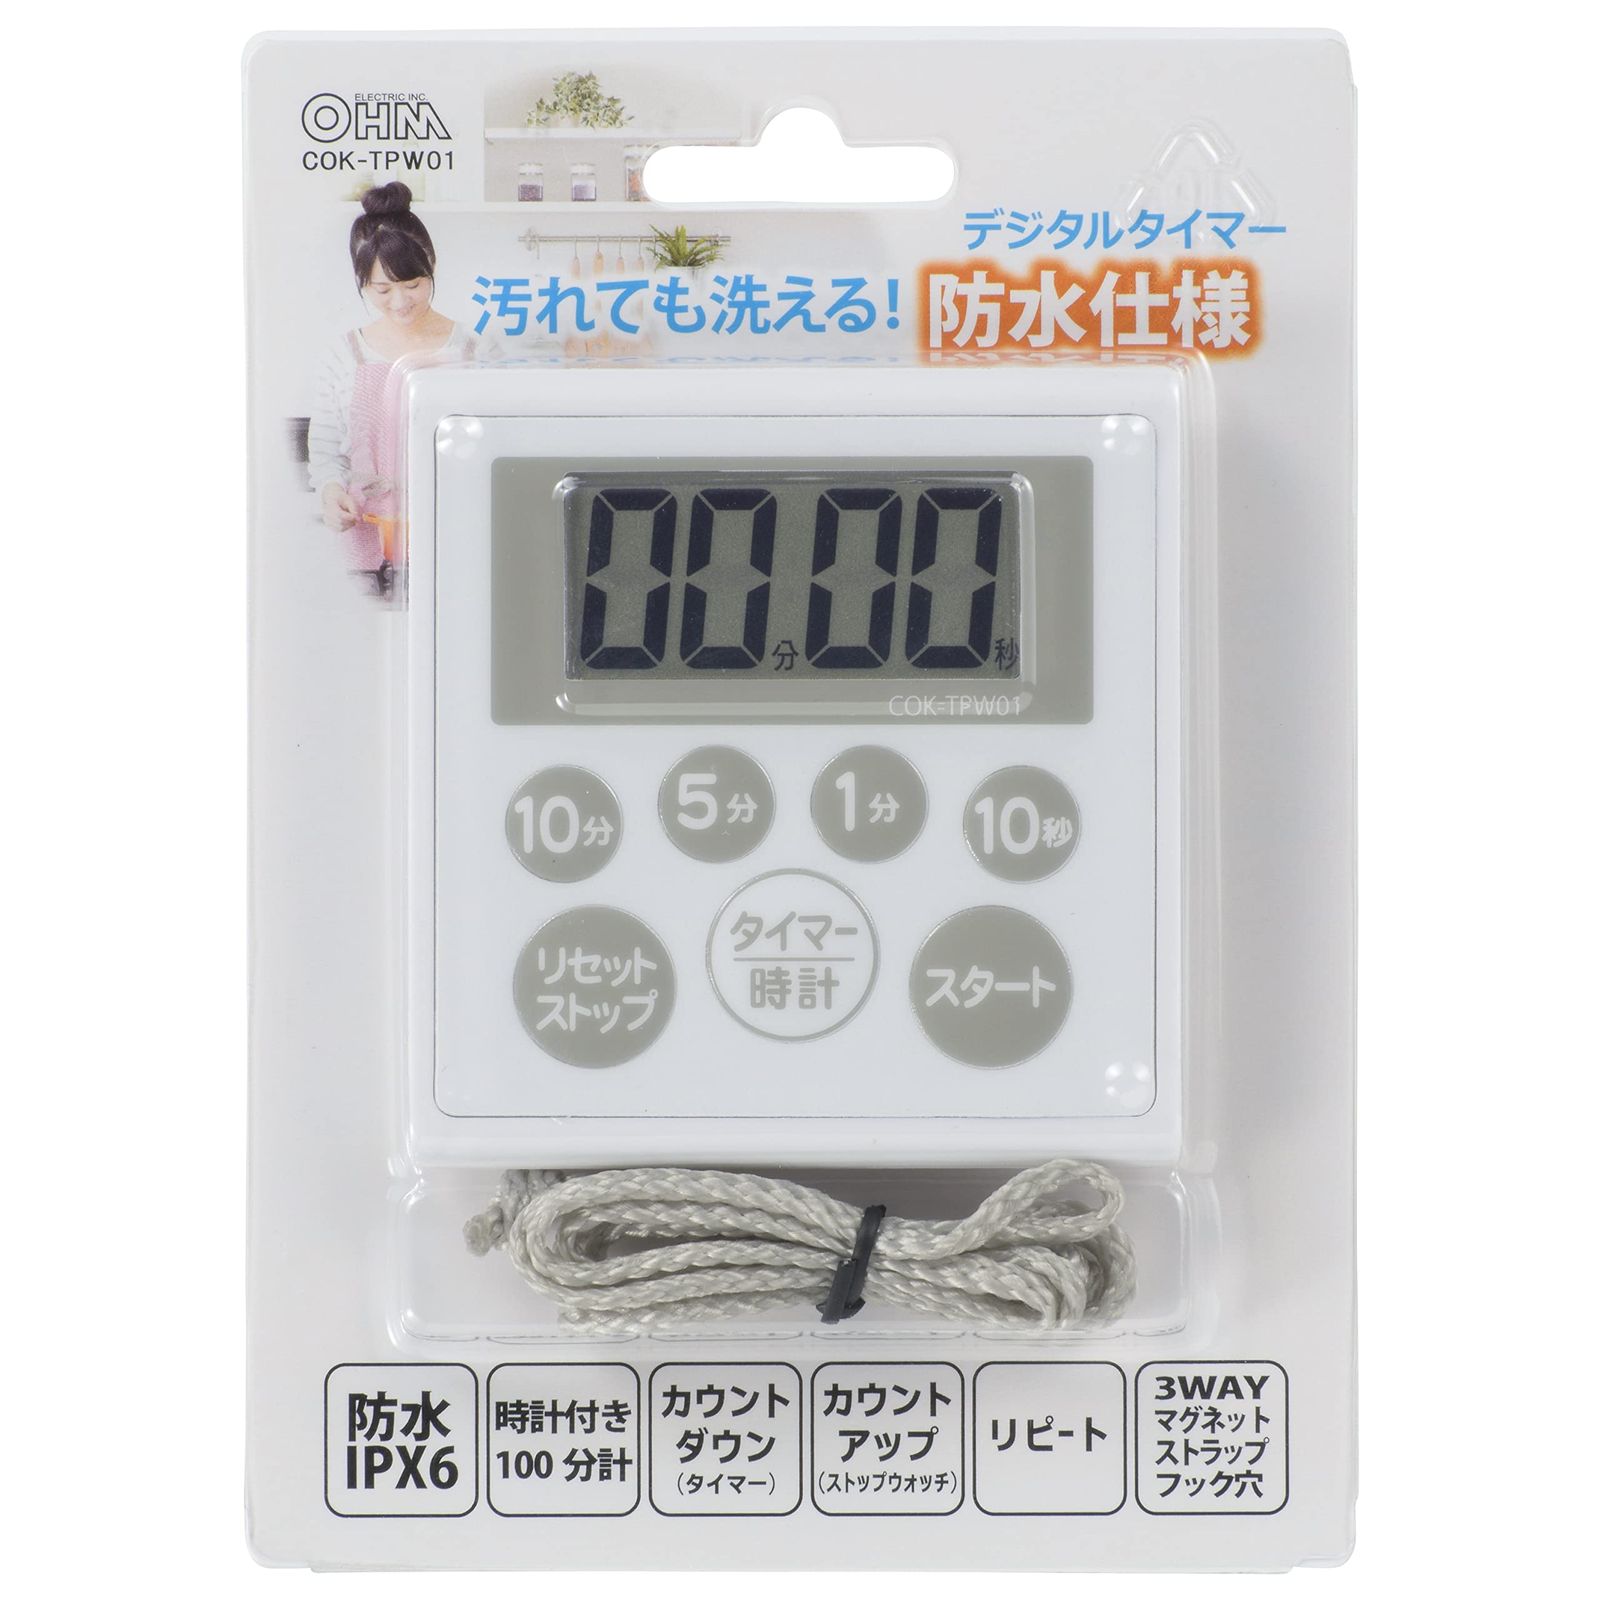 ELECTRIC INC.
OHM
COK-TPW01
デジタルタイマー
汚れても洗える! 防水仕様
00分00秒
COK-TPW01
10分 5分 1分 10秒
タイマー
時計
リセット
ストップ
スタート
防水
IPX6
時計付き
100分計
カウント
ダウン
(タイマー)
カウント
アップ
(ストップウォッチ)
リピート
3WAY
マグネット
ストラップ
フック穴